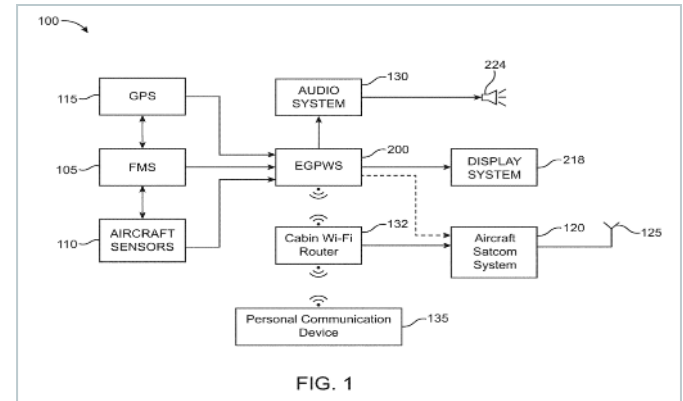 100
115
GPS
AUDIO
SYSTEM
130
224
105
FMS
EGPWS
200
DISPLAY
SYSTEM
218
110
AIRCRAFT
SENSORS
Cabin Wi-Fi
Router
132
Aircraft
Satcom
System
120
125
Personal Communication
Device
135
FIG. 1